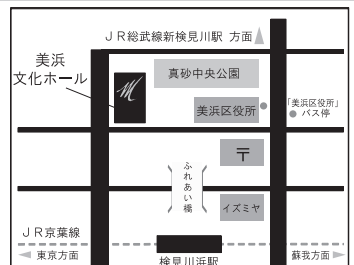 JR総武線新検見川駅 方面
美浜
文化ホール
真砂中央公園
美浜区役所
「美浜区役所」
バス停
〒
ふれあい橋
イズミヤ
JR京葉線
東京方面
蘇我方面
検見川浜駅